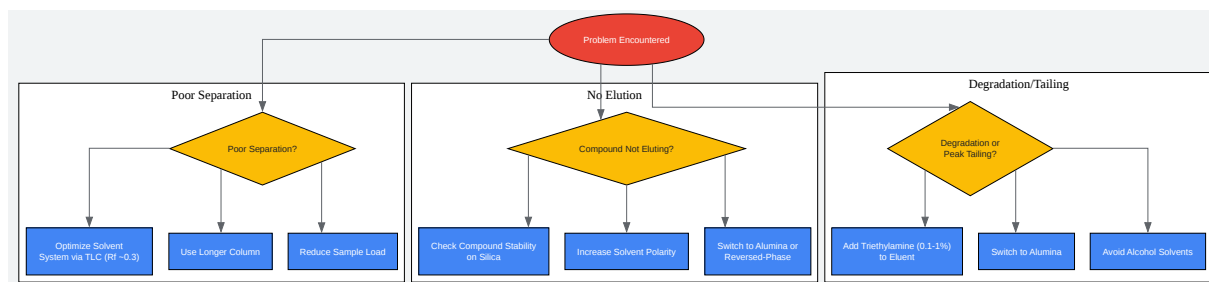 Problem Encountered
Poor Separation
Poor Separation?
Optimize Solvent
System via TLC (Rf ~0.3)
Use Longer Column
Reduce Sample Load
No Elution
Compound Not Eluting?
Check Compound Stability
on Silica
Increase Solvent Polarity
Switch to Alumina or
Reversed-Phase
Degradation/Tailing
Degradation or
Peak Tailing?
Add Triethylamine (0.1-1%)
to Eluent
Switch to Alumina
Avoid Alcohol Solvents